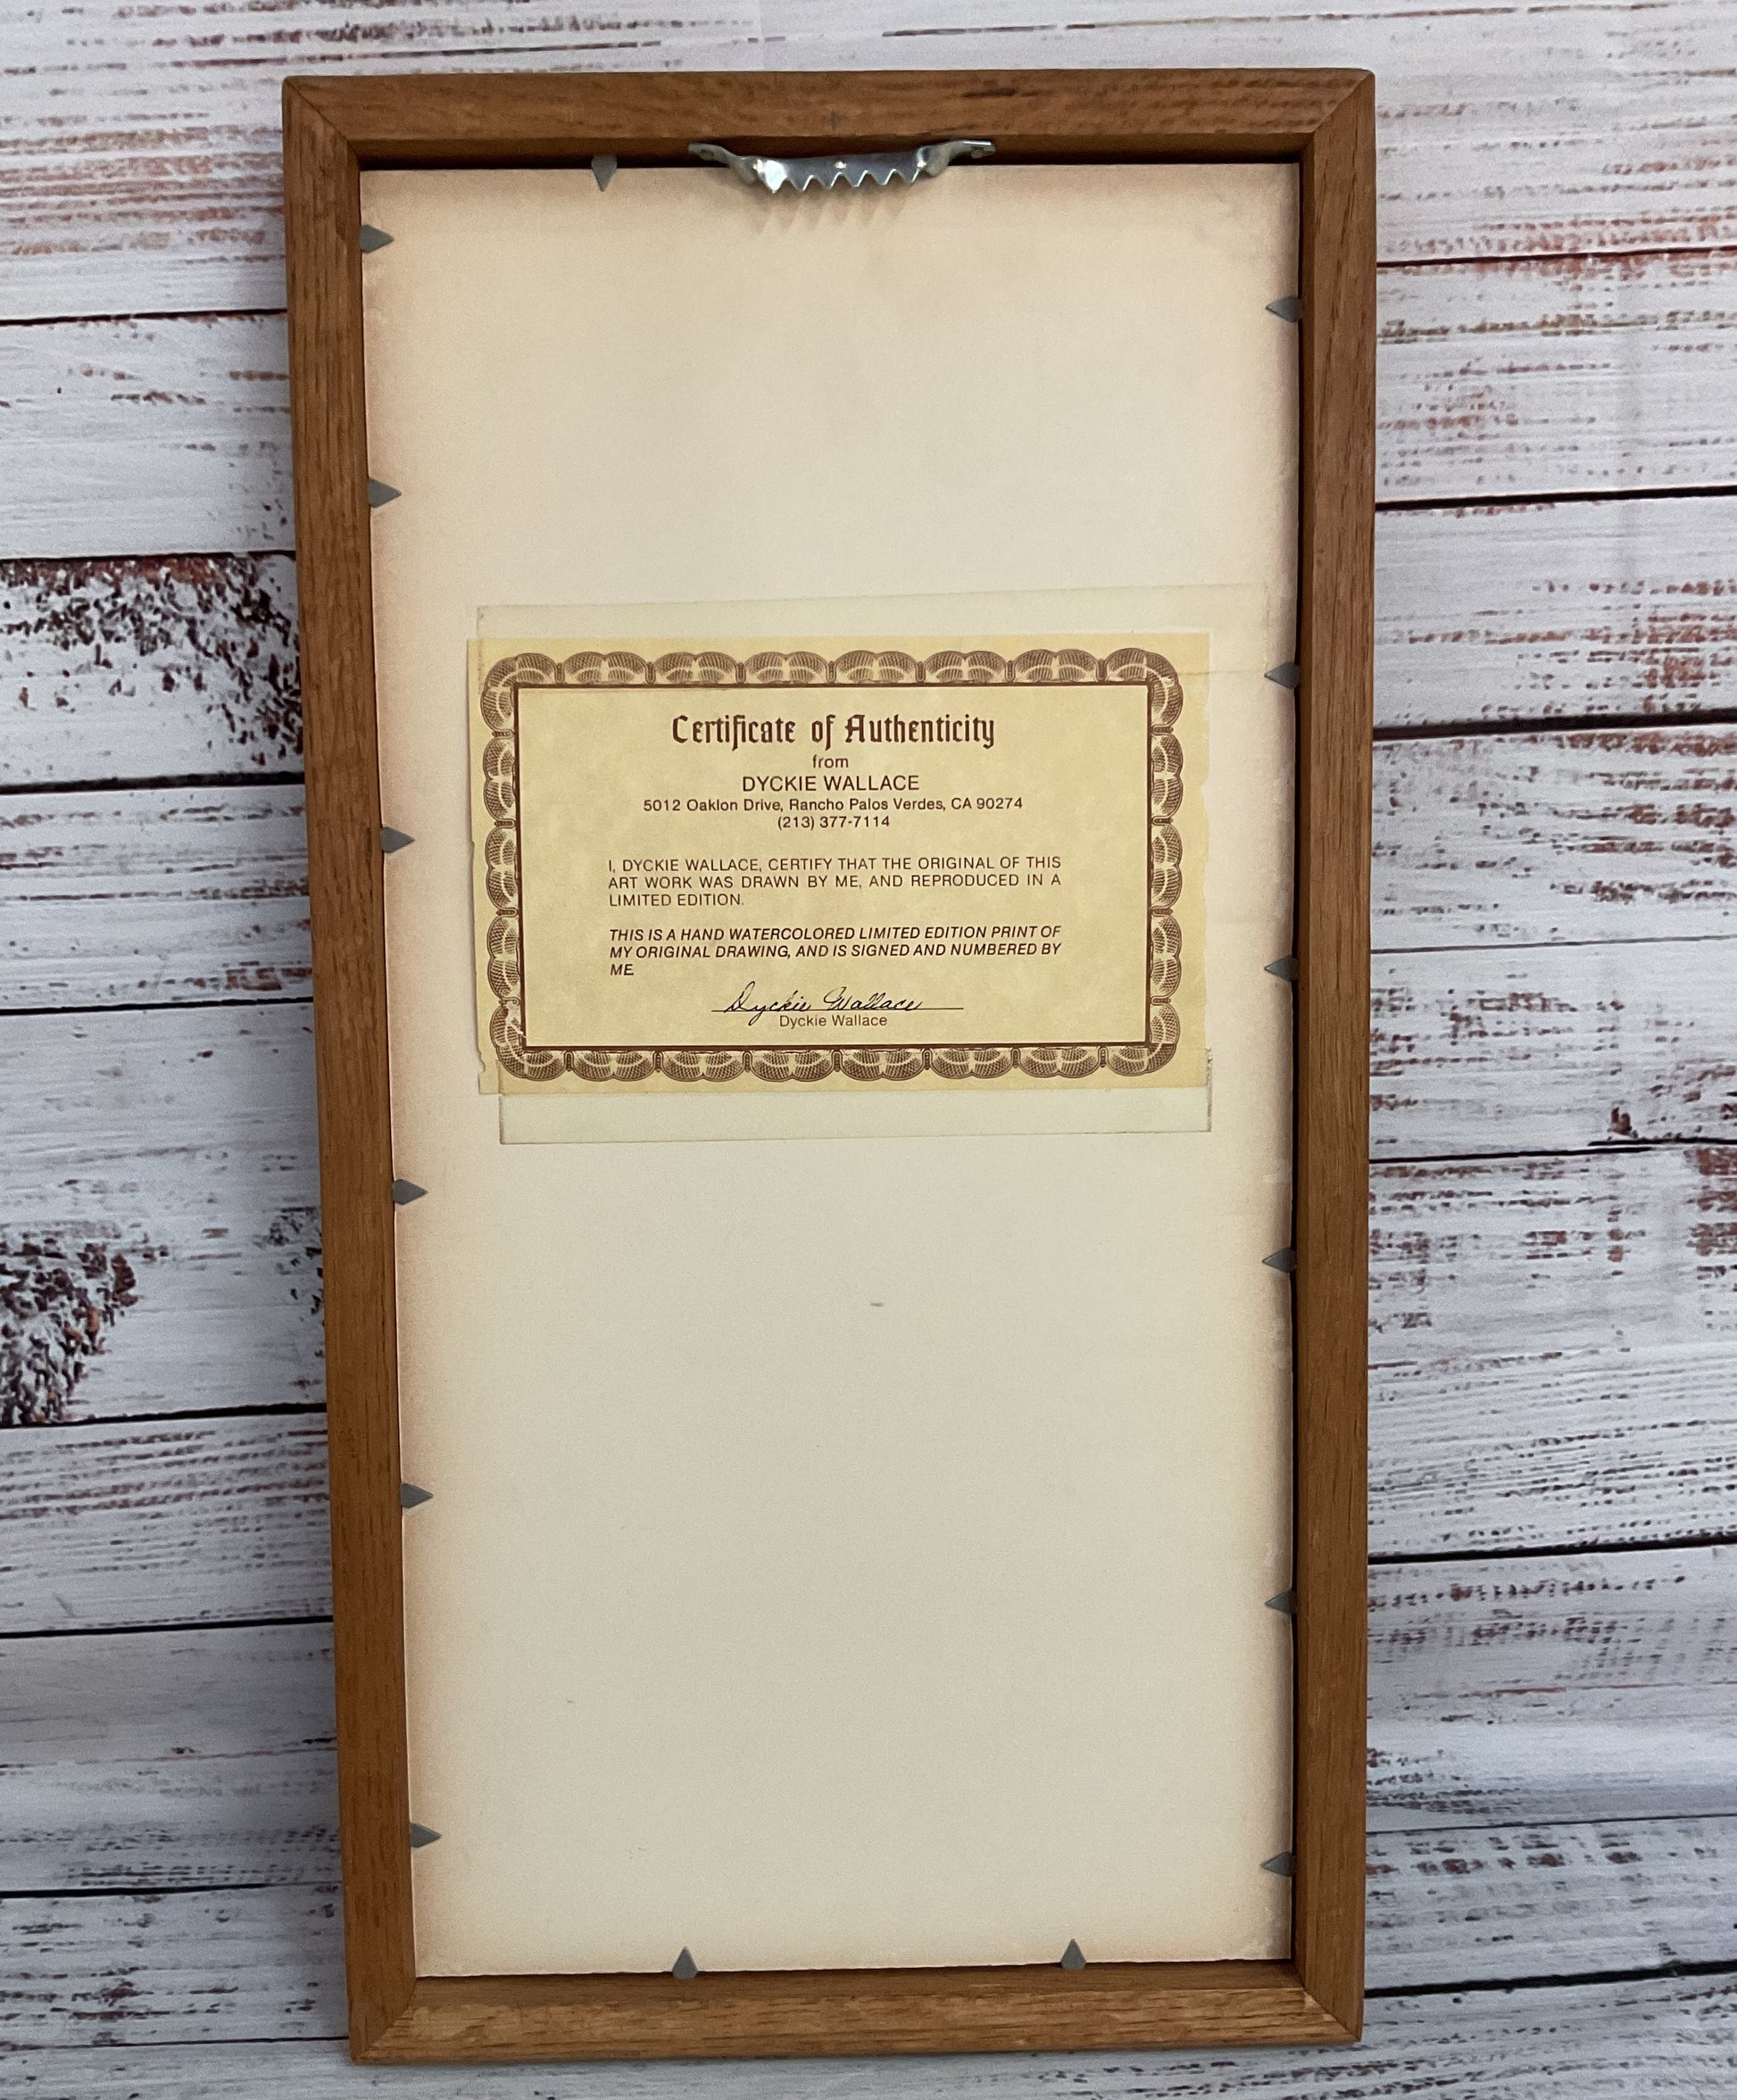 Certificate of Authenticity
from
DYCKIE WALLACE
5012 Oaklon Drive, Rancho Palos Verdes, CA 90274
(213) 377-7114
I, DYCKIE WALLACE, CERTIFY THAT THE ORIGINAL OF THIS
ART WORK WAS DRAWN BY ME, AND REPRODUCED IN A
LIMITED EDITION.
THIS IS A HAND WATERCOLORED LIMITED EDITION PRINT OF
MY ORIGINAL DRAWING, AND IS SIGNED AND NUMBERED BY
ME.
Dyckie Wallace
Dyckie Wallace